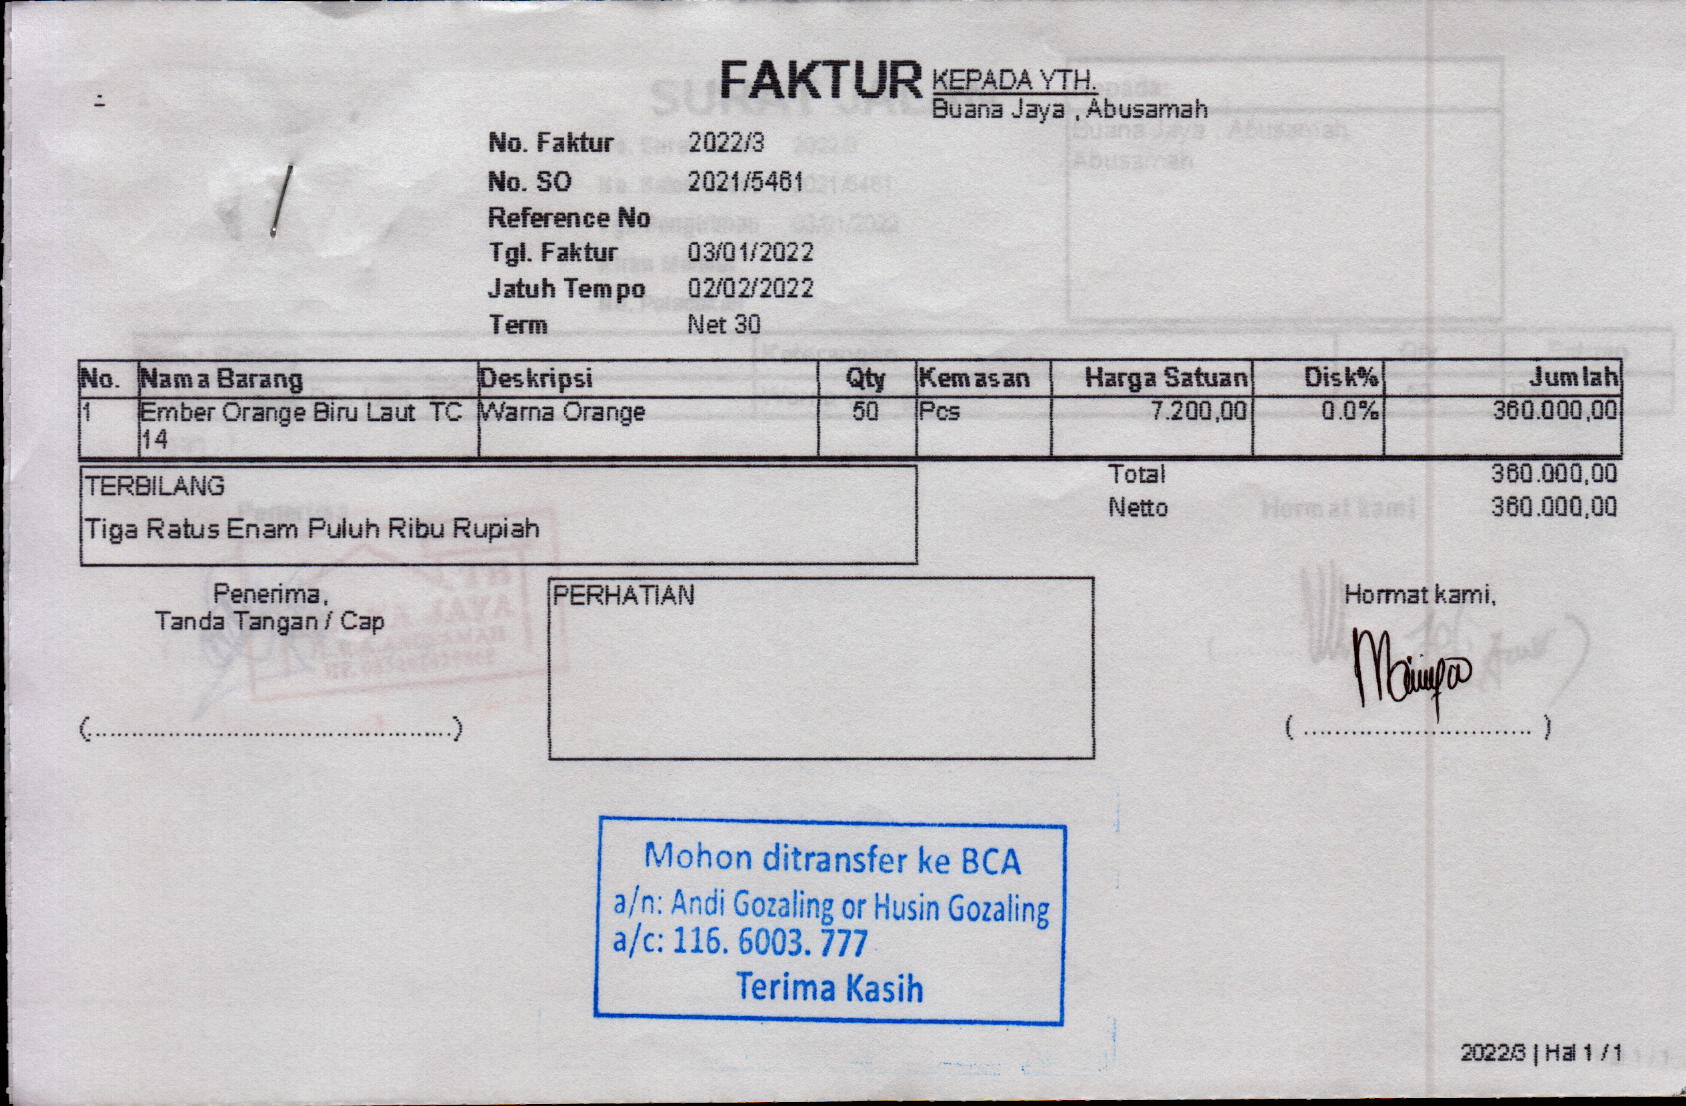 FAKTUR
KEPADA YTH.
Buana Jaya , Abusamah
No. Faktur 2022/3
No. SO 2021/5461
Reference No
Tgl. Faktur 03/01/2022
Jatuh Tempo 02/02/2022
Term Net 30
No. Nama Barang Deskripsi Qty Kemasan Harga Satuan Disk% Jumlah
1 Ember Orange Biru Laut TC Warna Orange 50 Pcs 7.200,00 0.0% 360.000,00
14
Total 360.000,00
Netto 360.000,00
TERBILANG
Tiga Ratus Enam Puluh Ribu Rupiah
Penerima,
Tanda Tangan / Cap
(..................................................)
PERHATIAN
Hormat kami,
( ............................. )
Mohon ditransfer ke BCA
a/n: Andi Gozaling or Husin Gozaling
a/c: 116. 6003. 777
Terima Kasih
2022/3 | Hal 1 / 1